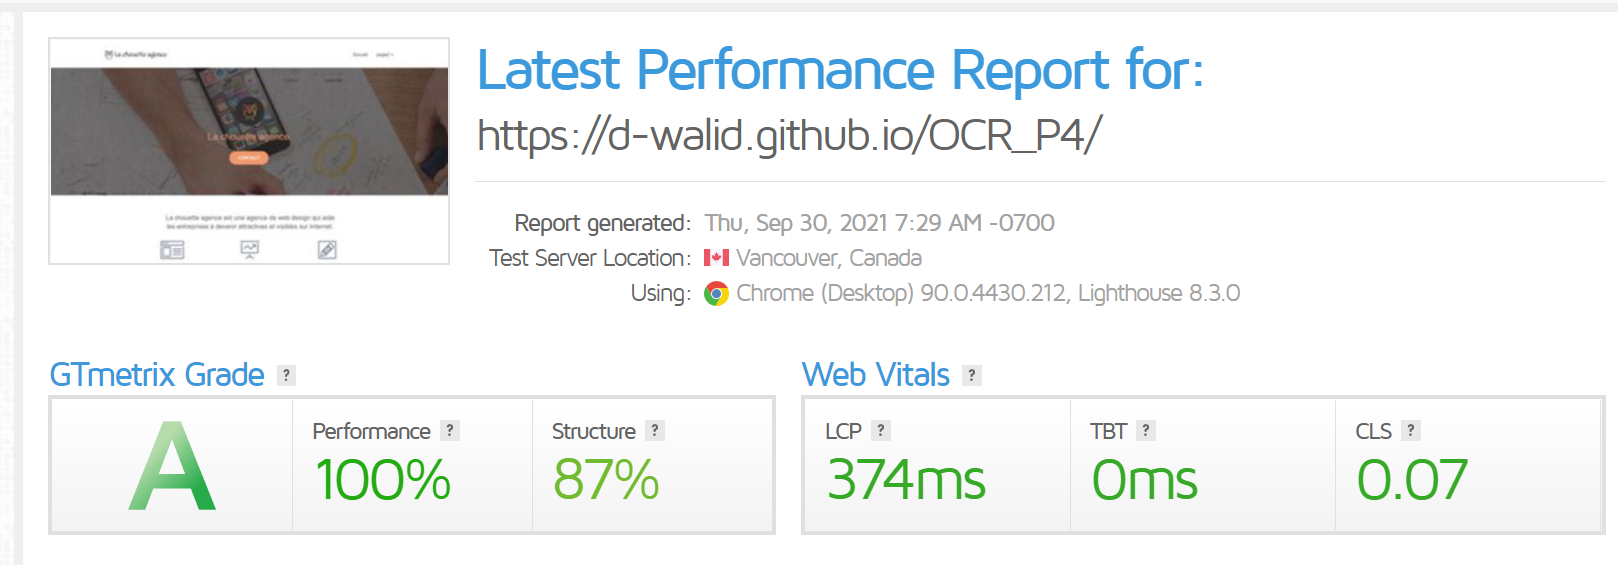 La chouette agence
Accueil
Latest Performance Report for:
https://d-walid.github.io/OCR_P4/
La chouette agence
CONTACT
La chouette agence est une agence de web design qui aide
les entreprises à devenir attractives et visibles sur Internet
Report generated: Thu, Sep 30, 2021 7:29 AM -0700
Test Server Location: Vancouver, Canada
Using: Chrome (Desktop) 90.0.4430.212, Lighthouse 8.3.0
GTmetrix Grade ?
A
Performance ?
100%
Structure ?
87%
Web Vitals ?
LCP ?
374ms
TBT ?
0ms
CLS ?
0.07